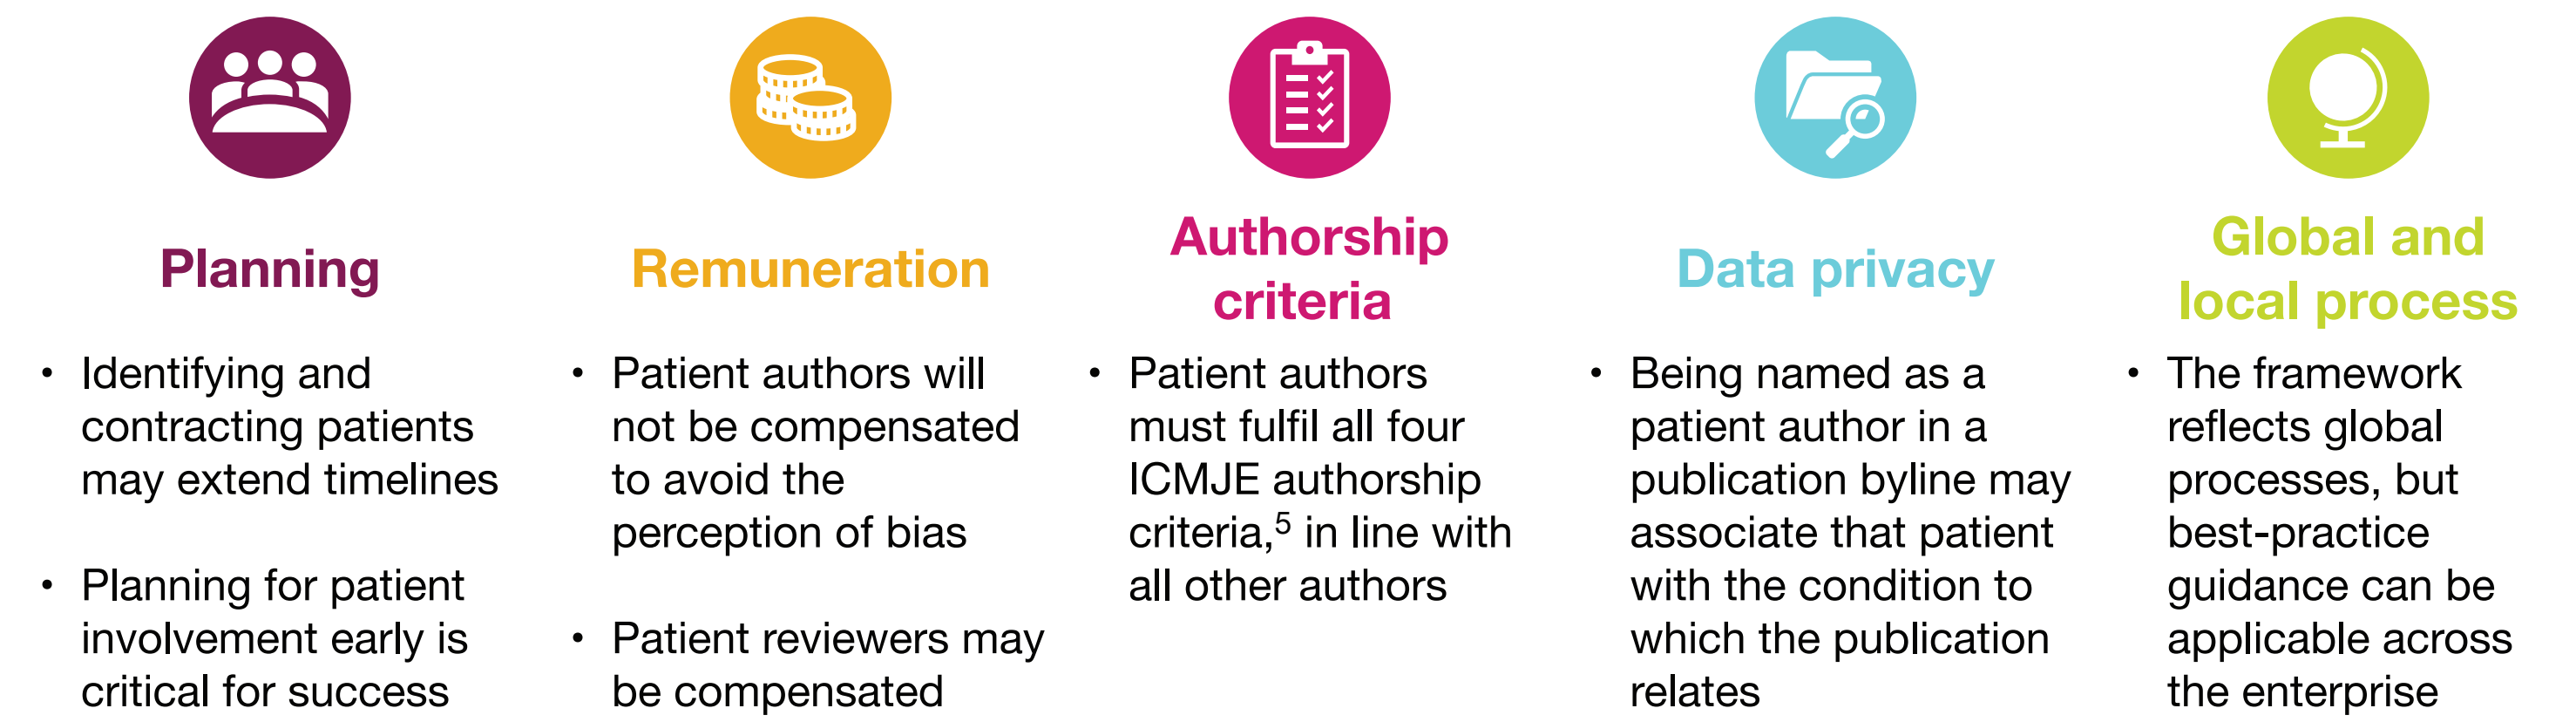 Planning
• Identifying and
contracting patients
may extend timelines
• Planning for patient
involvement early is
critical for success
Remuneration
• Patient authors will
not be compensated
to avoid the
perception of bias
• Patient reviewers may
be compensated
Authorship
criteria
• Patient authors
must fulfil all four
ICMJE authorship
criteria,⁵ in line with
all other authors
Data privacy
• Being named as a
patient author in a
publication byline may
associate that patient
with the condition to
which the publication
relates
Global and
local process
• The framework
reflects global
processes, but
best-practice
guidance can be
applicable across
the enterprise